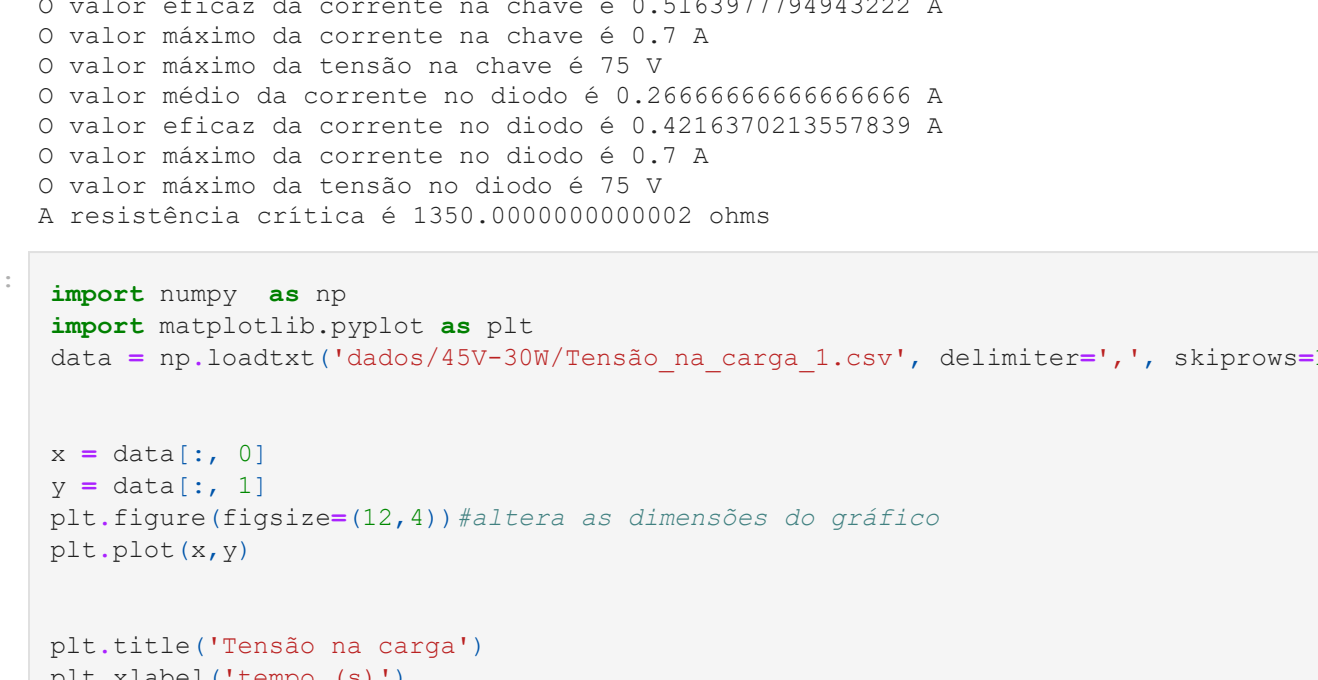 O valor eficaz da corrente na chave é 0.5163977794943222 A
O valor máximo da corrente na chave é 0.7 A
O valor máximo da tensão na chave é 75 V
O valor médio da corrente no diodo é 0.26666666666666666 A
O valor eficaz da corrente no diodo é 0.4216370213557839 A
O valor máximo da corrente no diodo é 0.7 A
O valor máximo da tensão no diodo é 75 V
A resistência crítica é 1350.0000000000002 ohms
:
import numpy  as np
import matplotlib.pyplot as plt
data = np.loadtxt('dados/45V-30W/Tensão_na_carga_1.csv', delimiter=',', skiprows=
x = data[:, 0]
y = data[:, 1]
plt.figure(figsize=(12,4))#altera as dimensões do gráfico
plt.plot(x,y)
plt.title('Tensão na carga')
plt.xlabel('tempo (s)')